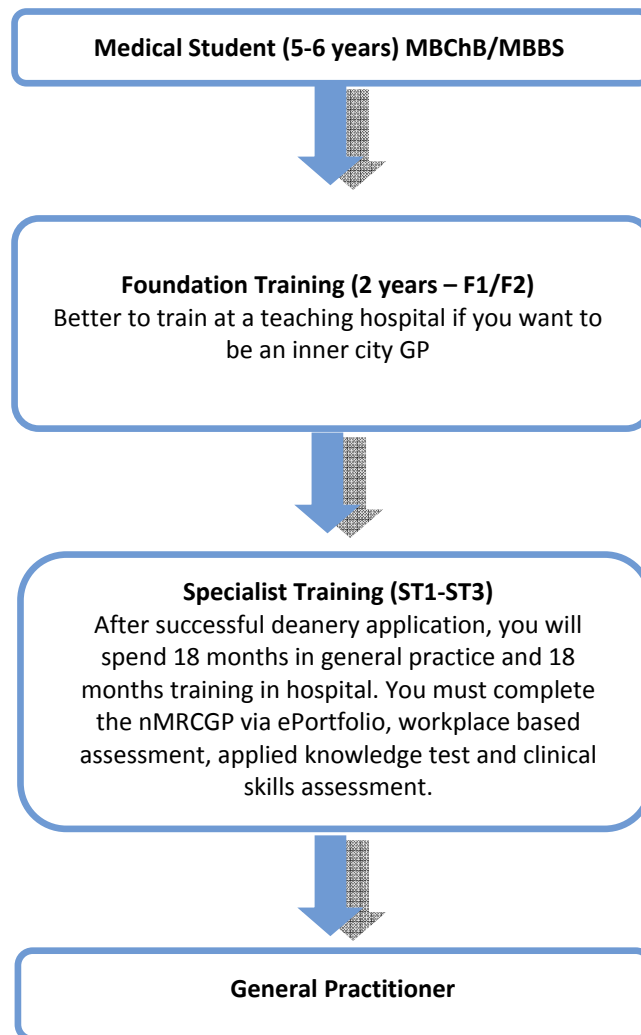 Medical Student (5-6 years) MBChB/MBBS
Foundation Training (2 years – F1/F2)
Better to train at a teaching hospital if you want to
be an inner city GP
Specialist Training (ST1-ST3)
After successful deanery application, you will
spend 18 months in general practice and 18
months training in hospital. You must complete
the nMRCGP via ePortfolio, workplace based
assessment, applied knowledge test and clinical
skills assessment.
General Practitioner